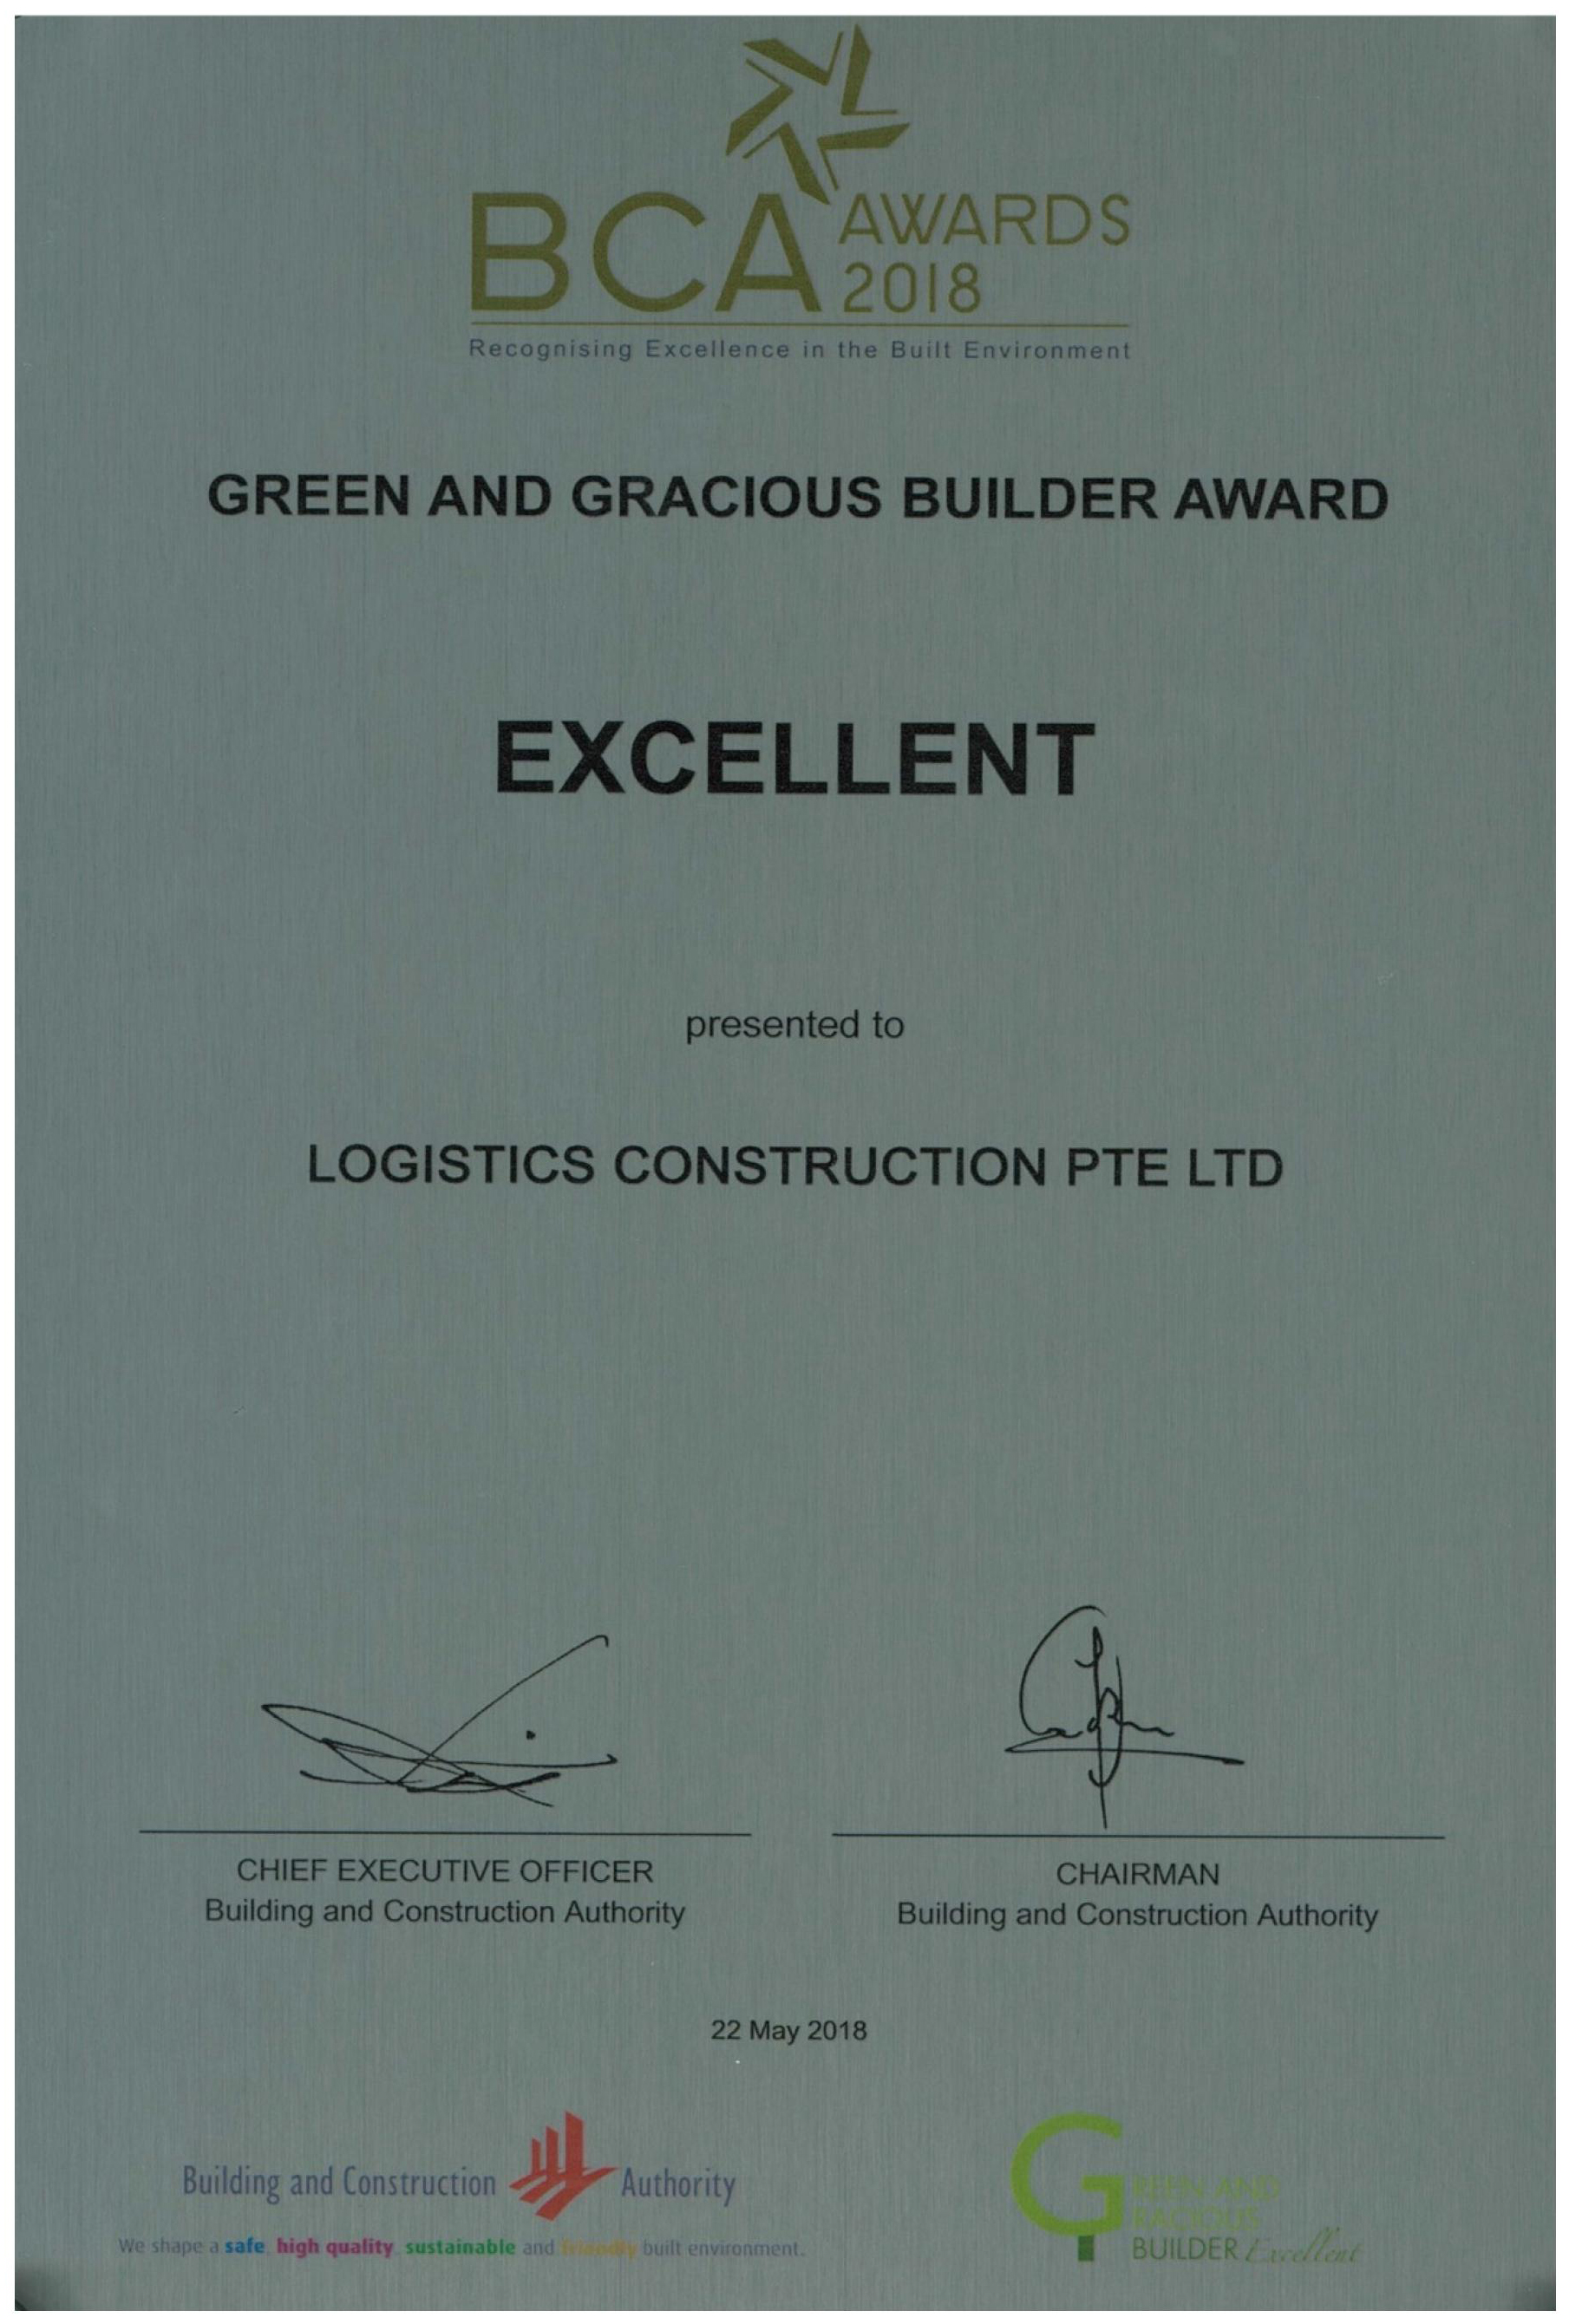 BCA AWARDS
2018
Recognising Excellence in the Built Environment
GREEN AND GRACIOUS BUILDER AWARD
EXCELLENT
presented to
LOGISTICS CONSTRUCTION PTE LTD
CHIEF EXECUTIVE OFFICER
Building and Construction Authority
CHAIRMAN
Building and Construction Authority
22 May 2018
Building and Construction Authority
We shape a safe, high quality, sustainable and friendly built environment.
GREEN AND
GRACIOUS
BUILDER Excellent